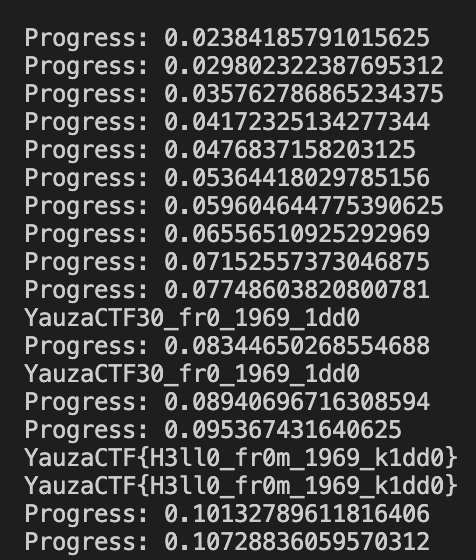 Progress: 0.02384185791015625
Progress: 0.029802322387695312
Progress: 0.035762786865234375
Progress: 0.04172325134277344
Progress: 0.0476837158203125
Progress: 0.05364418029785156
Progress: 0.059604644775390625
Progress: 0.06556510925292969
Progress: 0.07152557373046875
Progress: 0.07748603820800781
YauzaCTF30_fr0_1969_1dd0
Progress: 0.08344650268554688
YauzaCTF30_fr0_1969_1dd0
Progress: 0.08940696716308594
Progress: 0.095367431640625
YauzaCTF{H3ll0_fr0m_1969_k1dd0}
YauzaCTF{H3ll0_fr0m_1969_k1dd0}
Progress: 0.10132789611816406
Progress: 0.10728836059570312